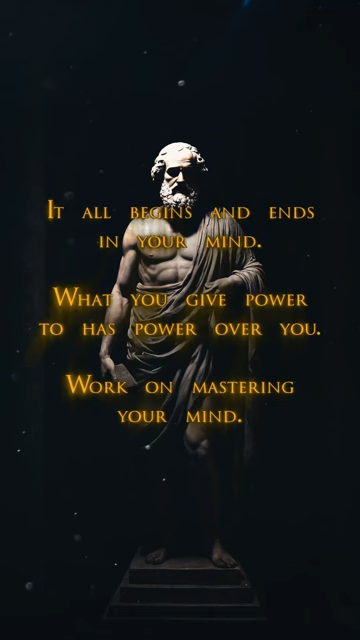 It all begins and ends
in your mind.
What you give power
to has power over you.
Work on mastering
your mind.